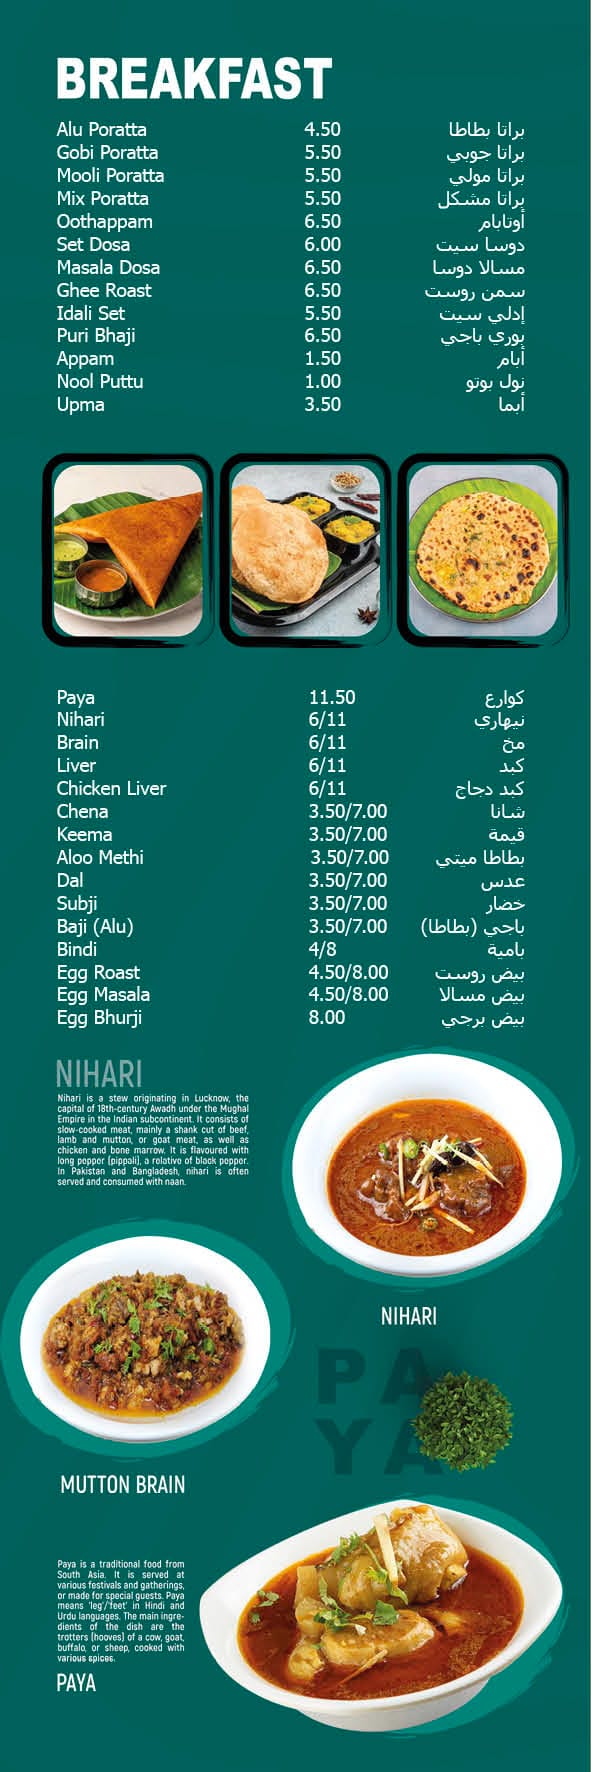 BREAKFAST
Alu Poratta 4.50 براتا بطاطا
Gobi Poratta 5.50 براتا جوبي
Mooli Poratta 5.50 براتا مولي
Mix Poratta 5.50 براتا مشكل
Oothappam 6.50 أوتابام
Set Dosa 6.00 دوسا سيت
Masala Dosa 6.50 مسالا دوسا
Ghee Roast 6.50 سمن روست
Idali Set 5.50 إدلي سيت
Puri Bhaji 6.50 بوري باجي
Appam 1.50 أبام
Nool Puttu 1.00 نول بوتو
Upma 3.50 أبما
Paya 11.50 كوارع
Nihari 6/11 نيهاري
Brain 6/11 مخ
Liver 6/11 كبد
Chicken Liver 6/11 كبد دجاج
Chena 3.50/7.00 شانا
Keema 3.50/7.00 قيمة
Aloo Methi 3.50/7.00 بطاطا ميتي
Dal 3.50/7.00 عدس
Subji 3.50/7.00 خضار
Baji (Alu) 3.50/7.00 باجي (بطاطا)
Bindi 4/8 بامية
Egg Roast 4.50/8.00 بيض روست
Egg Masala 4.50/8.00 بيض مسالا
Egg Bhurji 8.00 بيض برجي
NIHARI
Nihari is a stew originating in Lucknow, the
capital of 18th-century Awadh under the Mughal
Empire in the Indian subcontinent. It consists of
slow-cooked meat, mainly a shank cut of beef,
lamb and mutton, or goat meat, as well as
chicken and bone marrow. It is flavoured with
long pepper (pippali), a relative of black pepper.
In Pakistan and Bangladesh, nihari is often
served and consumed with naan.
NIHARI
PA
YA
MUTTON BRAIN
Paya is a traditional food from
South Asia. It is served at
various festivals and gatherings,
or made for special guests. Paya
means 'leg'/'feet' in Hindi and
Urdu languages. The main ingre-
dients of the dish are the
trotters (hooves) of a cow, goat,
buffalo, or sheep, cooked with
various spices.
PAYA